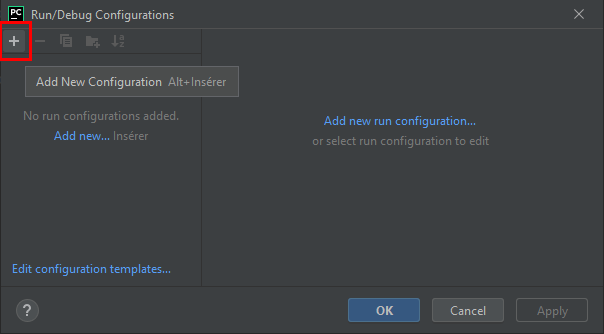 PC Run/Debug Configurations
Add New Configuration Alt+Insérer
No run configurations added.
Add new... Insérer
Add new run configuration...
or select run configuration to edit
Edit configuration templates...
? OK Cancel Apply